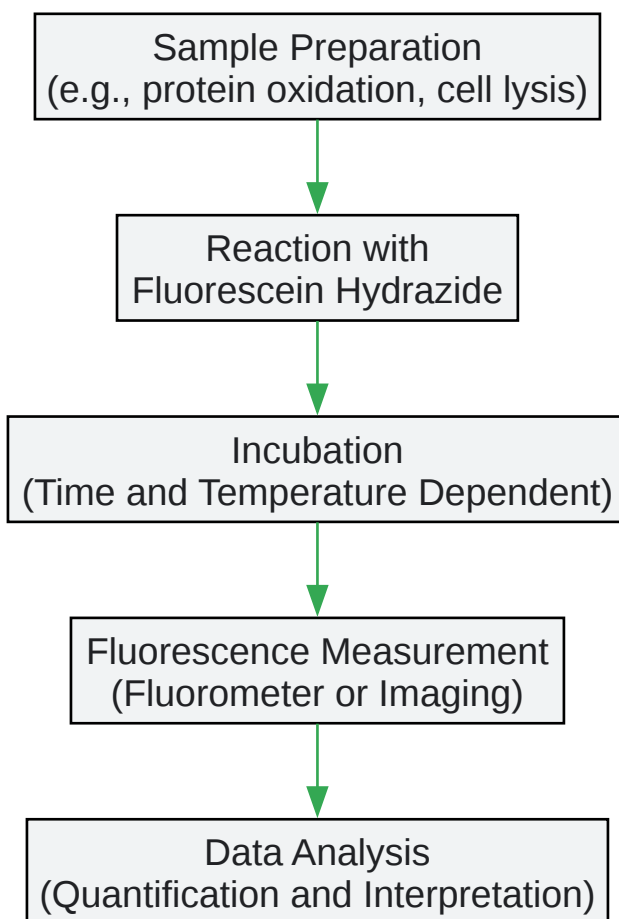 Sample Preparation
(e.g., protein oxidation, cell lysis)
Reaction with
Fluorescein Hydrazide
Incubation
(Time and Temperature Dependent)
Fluorescence Measurement
(Fluorometer or Imaging)
Data Analysis
(Quantification and Interpretation)